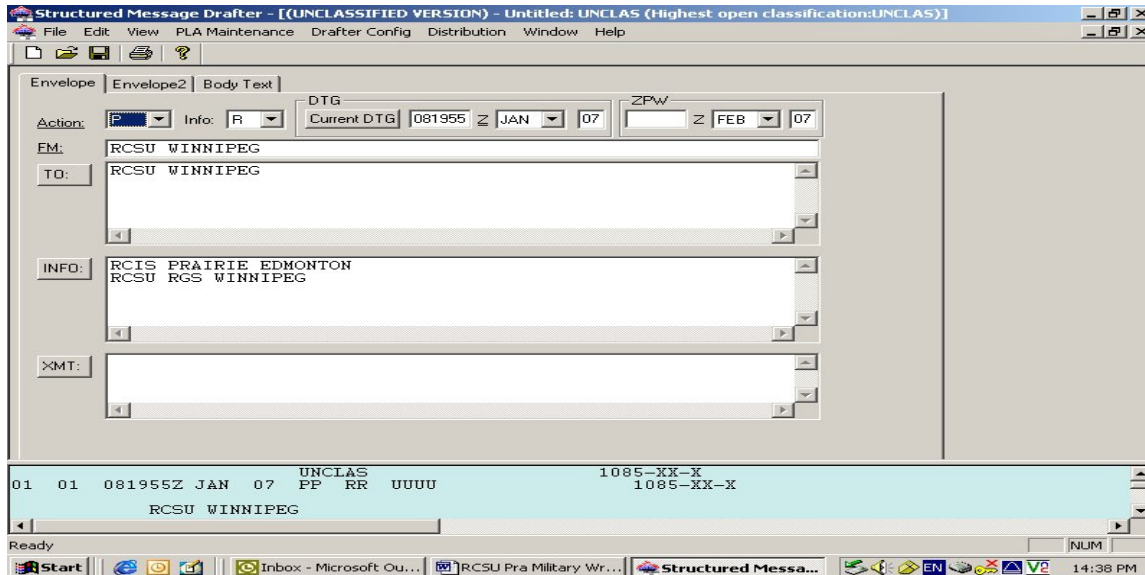 Structured Message Drafter - [(UNCLASSIFIED VERSION) - Untitled: UNCLAS (Highest open classification:UNCLAS)]
File Edit View PLA Maintenance Drafter Config Distribution Window Help
Envelope Envelope2 Body Text
DTG ZPW
Action: P Info: R Current DTG 081955 Z JAN 07 Z FEB 07
FM: RCSU WINNIPEG
TO: RCSU WINNIPEG
INFO: RCIS PRAIRIE EDMONTON
RCSU RGS WINNIPEG
XMT:
UNCLAS 1085-XX-X
01 01 081955Z JAN 07 PP RR UUUU 1085-XX-X
RCSU WINNIPEG
Ready NUM
Start Inbox - Microsoft Ou... RCSU Pra Military Wr... Structured Messa... EN V2 14:38 PM